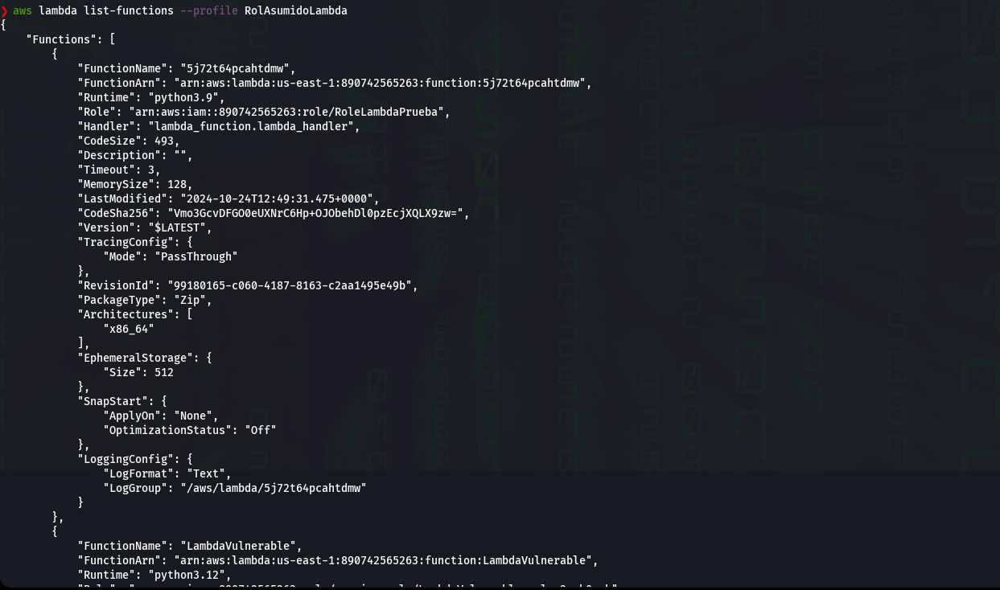 ❯ aws lambda list-functions --profile RolAsumidoLambda
{
    "Functions": [
        {
            "FunctionName": "5j72t64pcahtdmw",
            "FunctionArn": "arn:aws:lambda:us-east-1:890742565263:function:5j72t64pcahtdmw",
            "Runtime": "python3.9",
            "Role": "arn:aws:iam::890742565263:role/RoleLambdaPrueba",
            "Handler": "lambda_function.lambda_handler",
            "CodeSize": 493,
            "Description": "",
            "Timeout": 3,
            "MemorySize": 128,
            "LastModified": "2024-10-24T12:49:31.475+0000",
            "CodeSha256": "Vmo3GcvDFGO0eUXNrC6Hp+OJObehDl0pzEcjXQLX9zw=",
            "Version": "$LATEST",
            "TracingConfig": {
                "Mode": "PassThrough"
            },
            "RevisionId": "99180165-c060-4187-8163-c2aa1495e49b",
            "PackageType": "Zip",
            "Architectures": [
                "x86_64"
            ],
            "EphemeralStorage": {
                "Size": 512
            },
            "SnapStart": {
                "ApplyOn": "None",
                "OptimizationStatus": "Off"
            },
            "LoggingConfig": {
                "LogFormat": "Text",
                "LogGroup": "/aws/lambda/5j72t64pcahtdmw"
            }
        },
        {
            "FunctionName": "LambdaVulnerable",
            "FunctionArn": "arn:aws:lambda:us-east-1:890742565263:function:LambdaVulnerable",
            "Runtime": "python3.12",